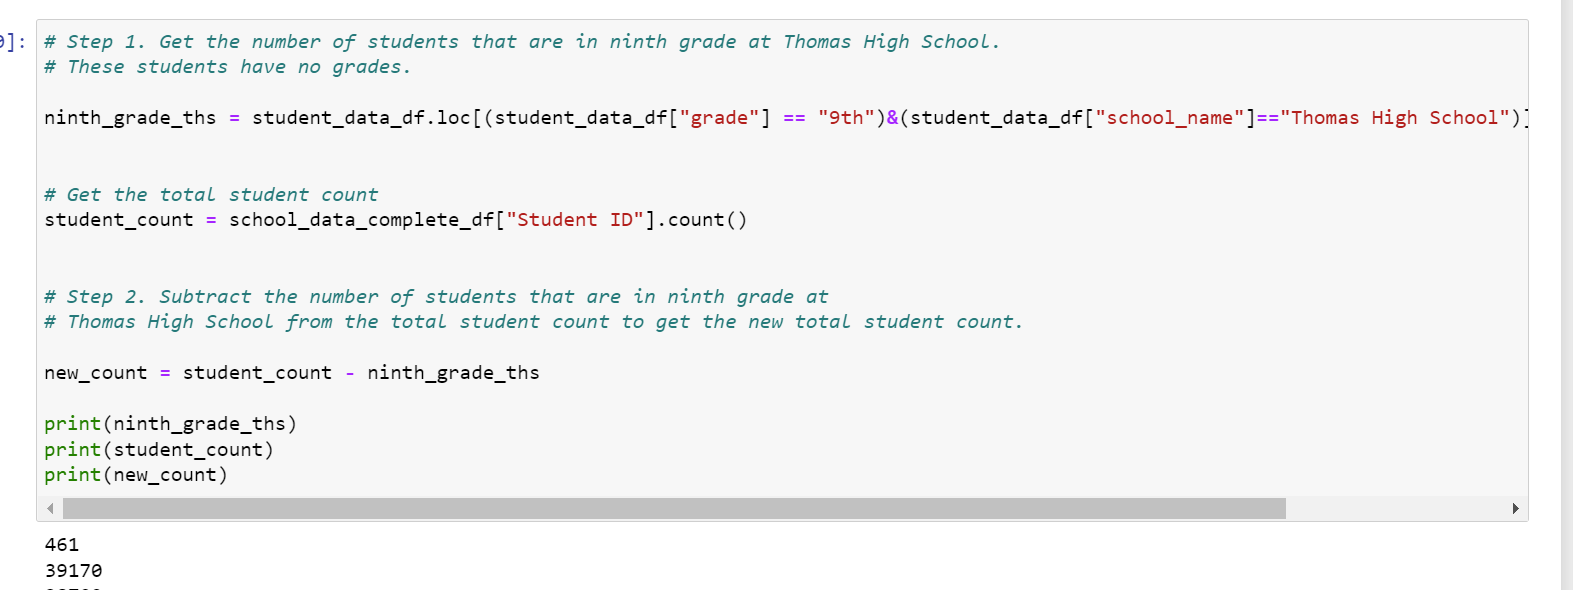 ]:
# Step 1. Get the number of students that are in ninth grade at Thomas High School.
# These students have no grades.
ninth_grade_ths = student_data_df.loc[(student_data_df["grade"] == "9th")&(student_data_df["school_name"]=="Thomas High School")]
# Get the total student count
student_count = school_data_complete_df["Student ID"].count()
# Step 2. Subtract the number of students that are in ninth grade at
# Thomas High School from the total student count to get the new total student count.
new_count = student_count - ninth_grade_ths
print(ninth_grade_ths)
print(student_count)
print(new_count)
461
39170